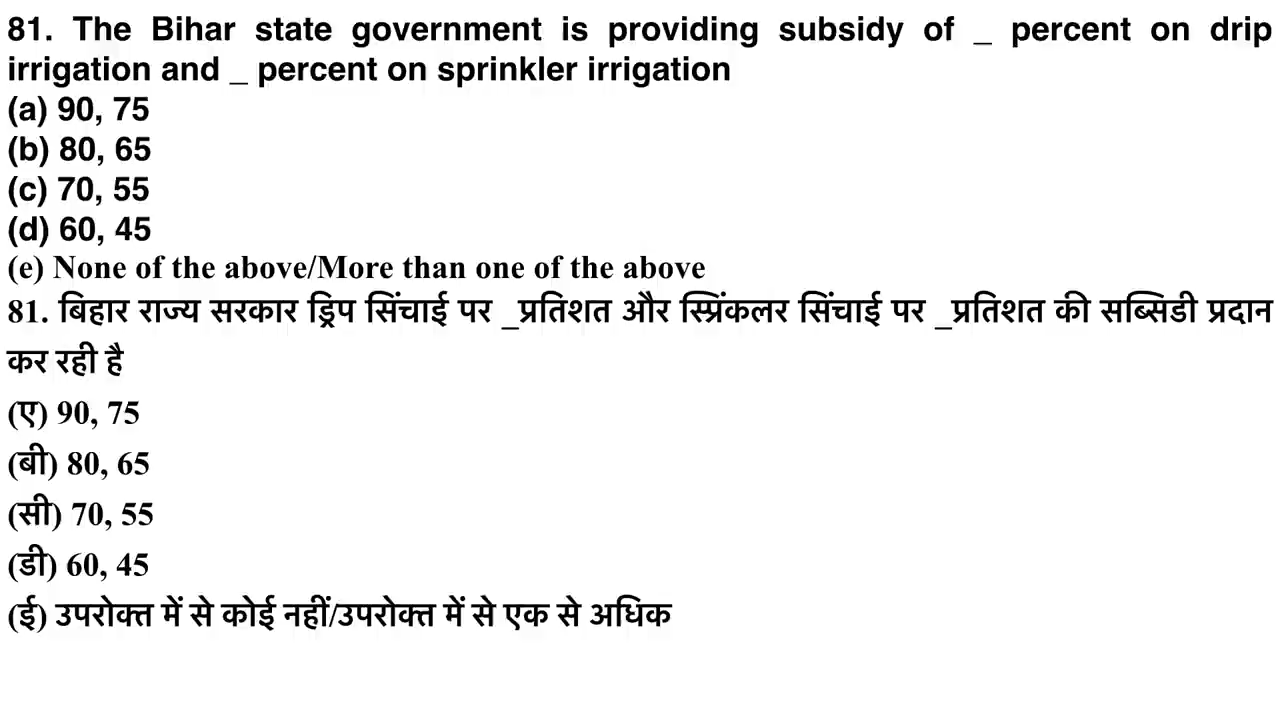 81. The Bihar state government is providing subsidy of _ percent on drip
irrigation and _ percent on sprinkler irrigation
(a) 90, 75
(b) 80, 65
(c) 70, 55
(d) 60, 45
(e) None of the above/More than one of the above
81. बिहार राज्य सरकार ड्रिप सिंचाई पर _प्रतिशत और स्प्रिंकलर सिंचाई पर _प्रतिशत की सब्सिडी प्रदान
कर रही है
(ए) 90, 75
(बी) 80, 65
(सी) 70, 55
(डी) 60, 45
(ई) उपरोक्त में से कोई नहीं/उपरोक्त में से एक से अधिक